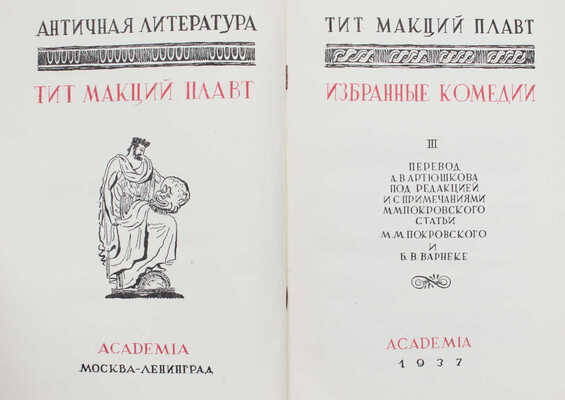 АНТИЧНАЯ ЛИТЕРАТУРА
ТИТ МАКЦИЙ ПЛАВТ
ACADEMIA
МОСКВА-ЛЕНИНГРАД
ТИТ МАКЦИЙ ПЛАВТ
ИЗБРАННЫЕ КОМЕДИИ
III
ПЕРЕВОД
А.В АРТЮШКОВА
ПОД РЕДАКЦИЕЙ
И С ПРИМЕЧАНИЯМИ
М.М.ПОКРОВСКОГО
СТАТЬИ
М.М.ПОКРОВСКОГО
И
Б.В.ВАРНЕКЕ
ACADEMIA
1937